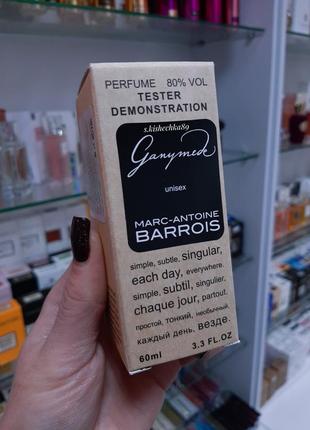 PERFUME 80% VOL
TESTER
DEMONSTRATION
s.kishechka89
Ganymede
unisex
MARC-ANTOINE
BARROIS
simple, subtle, singular,
each day, everywhere.
simple, subtil, singulier.
chaque jour, partout.
простой, тонкий, необычный.
каждый день, везде.
60ml 3.3 FL.OZ